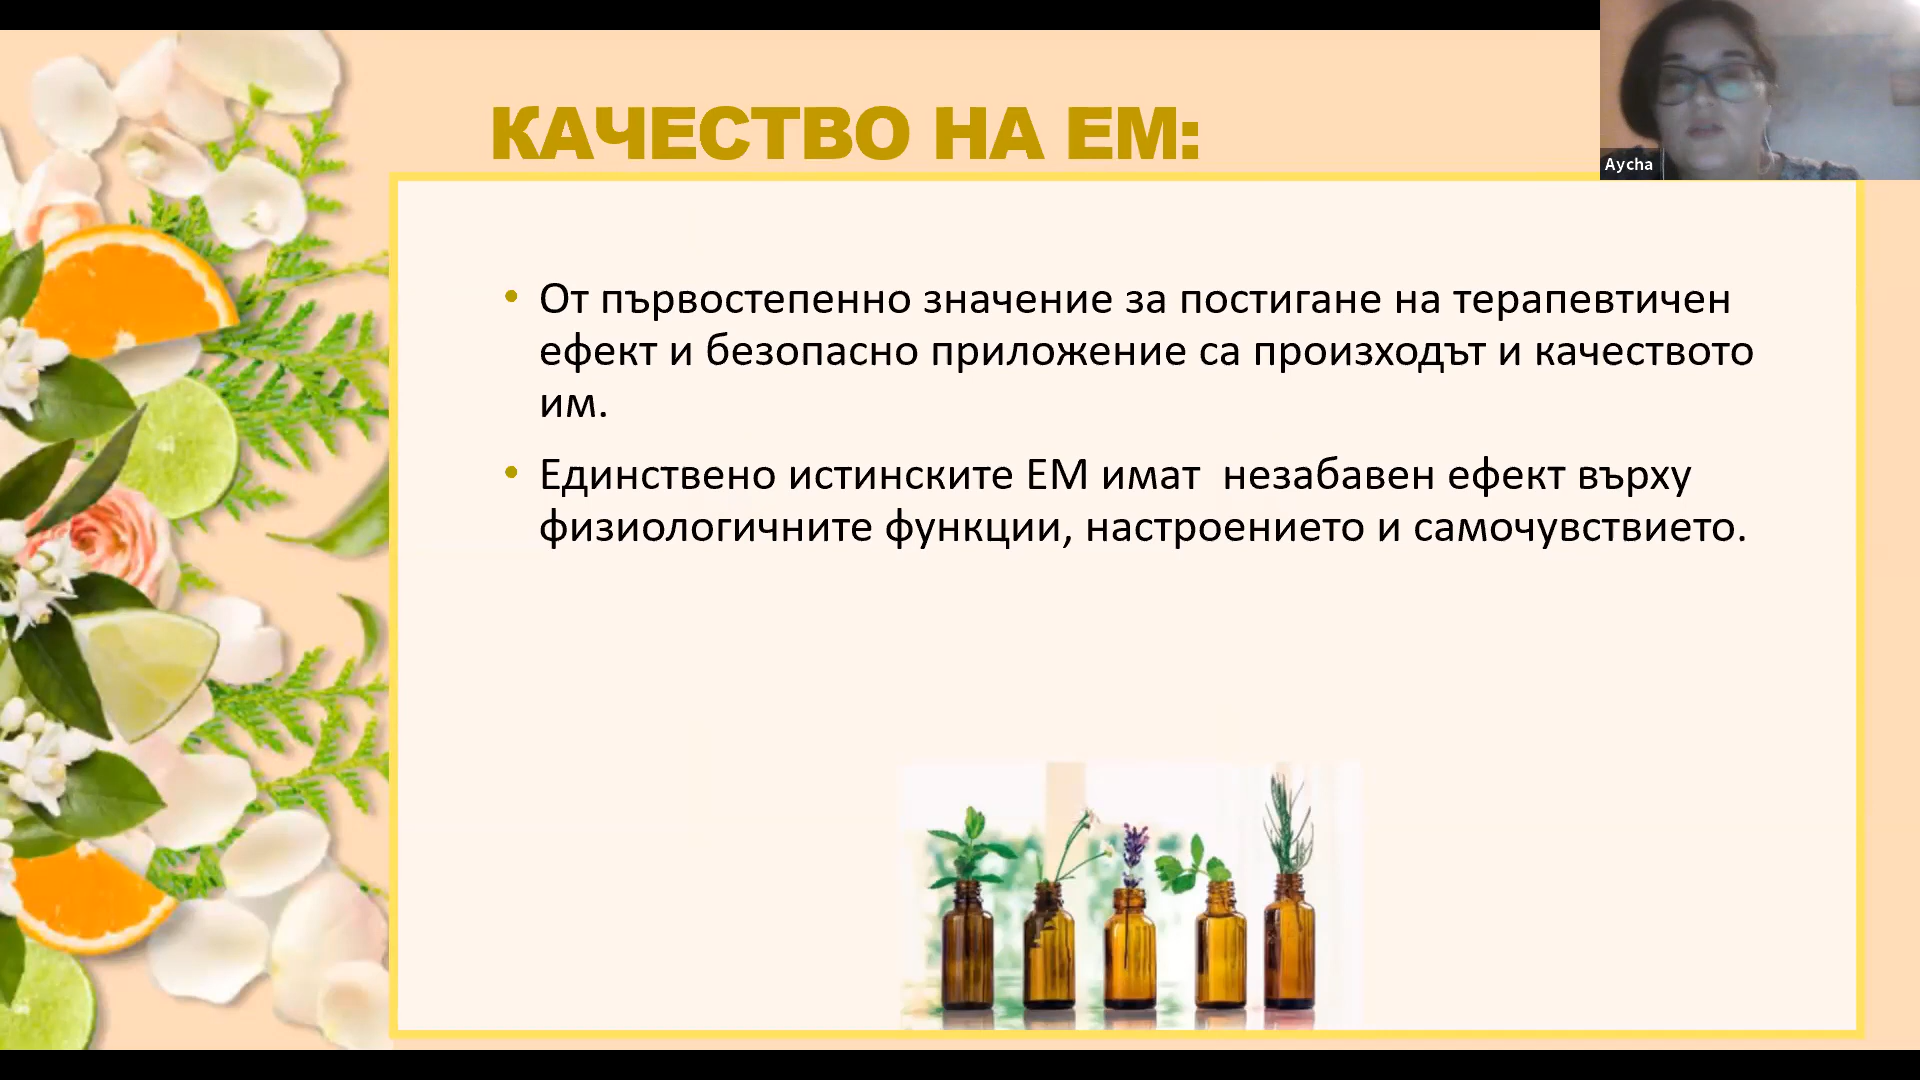 КАЧЕСТВО НА ЕМ:
Aycha
• От първостепенно значение за постигане на терапевтичен
ефект и безопасно приложение са произходът и качеството
им.
• Единствено истинските ЕМ имат  незабавен ефект върху
физиологичните функции, настроението и самочувствието.